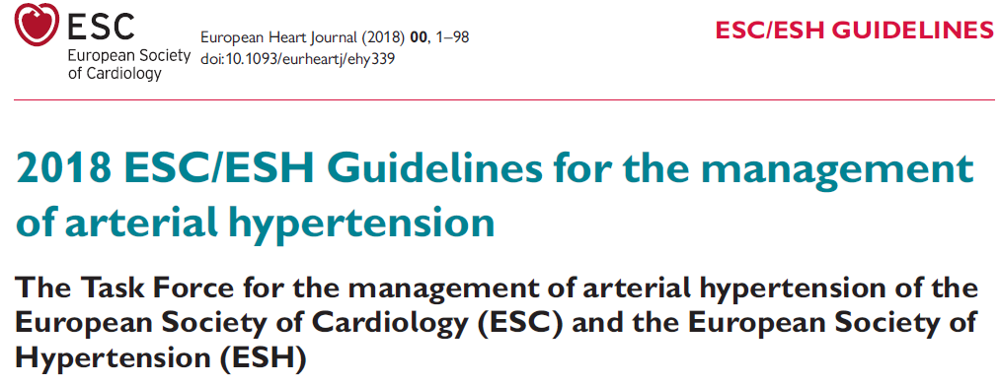 ESC
European Society
of Cardiology
European Heart Journal (2018) 00, 1–98
doi:10.1093/eurheartj/ehy339
ESC/ESH GUIDELINES
2018 ESC/ESH Guidelines for the management
of arterial hypertension
The Task Force for the management of arterial hypertension of the
European Society of Cardiology (ESC) and the European Society of
Hypertension (ESH)